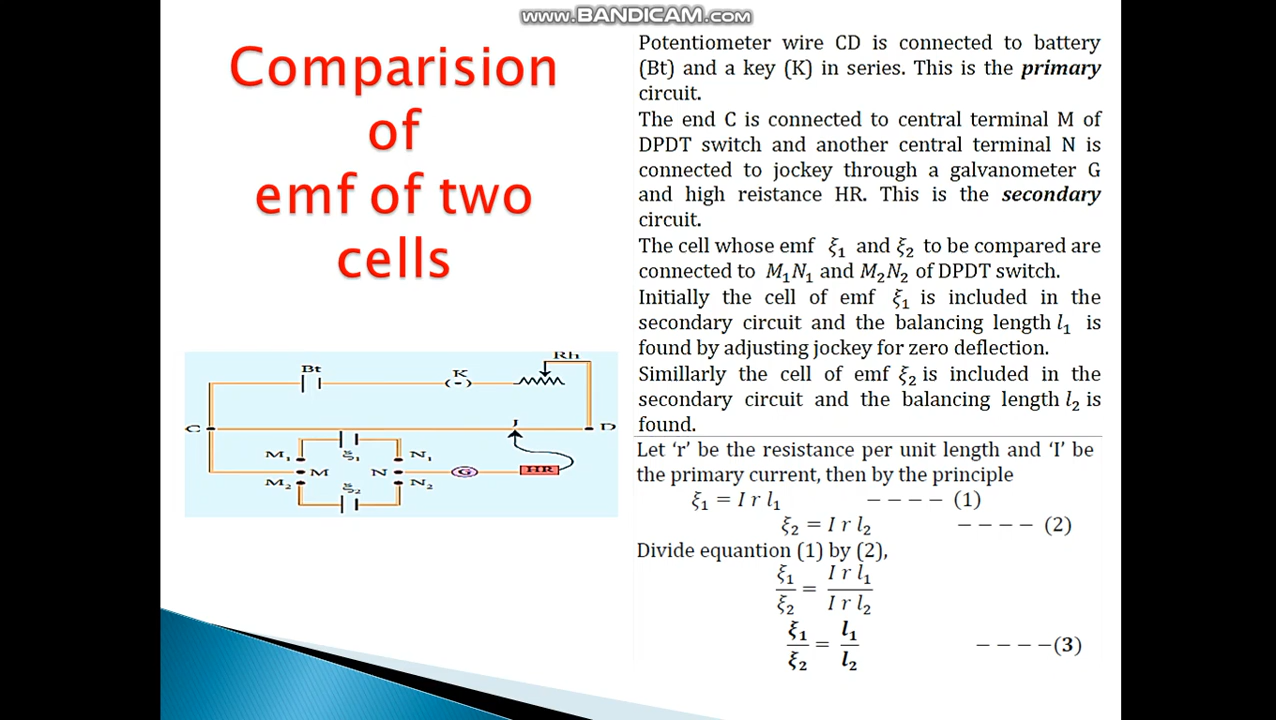 www.BANDICAM.com
Comparision
of
emf of two
cells
Potentiometer wire CD is connected to battery
(Bt) and a key (K) in series. This is the primary
circuit.
The end C is connected to central terminal M of
DPDT switch and another central terminal N is
connected to jockey through a galvanometer G
and high reistance HR. This is the secondary
circuit.
The cell whose emf ξ₁ and ξ₂ to be compared are
connected to M₁N₁ and M₂N₂ of DPDT switch.
Initially the cell of emf ξ₁ is included in the
secondary circuit and the balancing length l₁ is
found by adjusting jockey for zero deflection.
Simillarly the cell of emf ξ₂ is included in the
secondary circuit and the balancing length l₂ is
found.
Let ‘r’ be the resistance per unit length and ‘I’ be
the primary current, then by the principle
ξ₁ = I r l₁ − − − − (1)
ξ₂ = I r l₂ − − − − (2)
Divide equantion (1) by (2),
ξ₁/ξ₂ = I r l₁/I r l₂
ξ₁/ξ₂ = l₁/l₂ − − − −(3)
Rh
Bt
K
C
J
D
M₁
ξ₁
N₁
M
N
G
HR
M₂
ξ₂
N₂